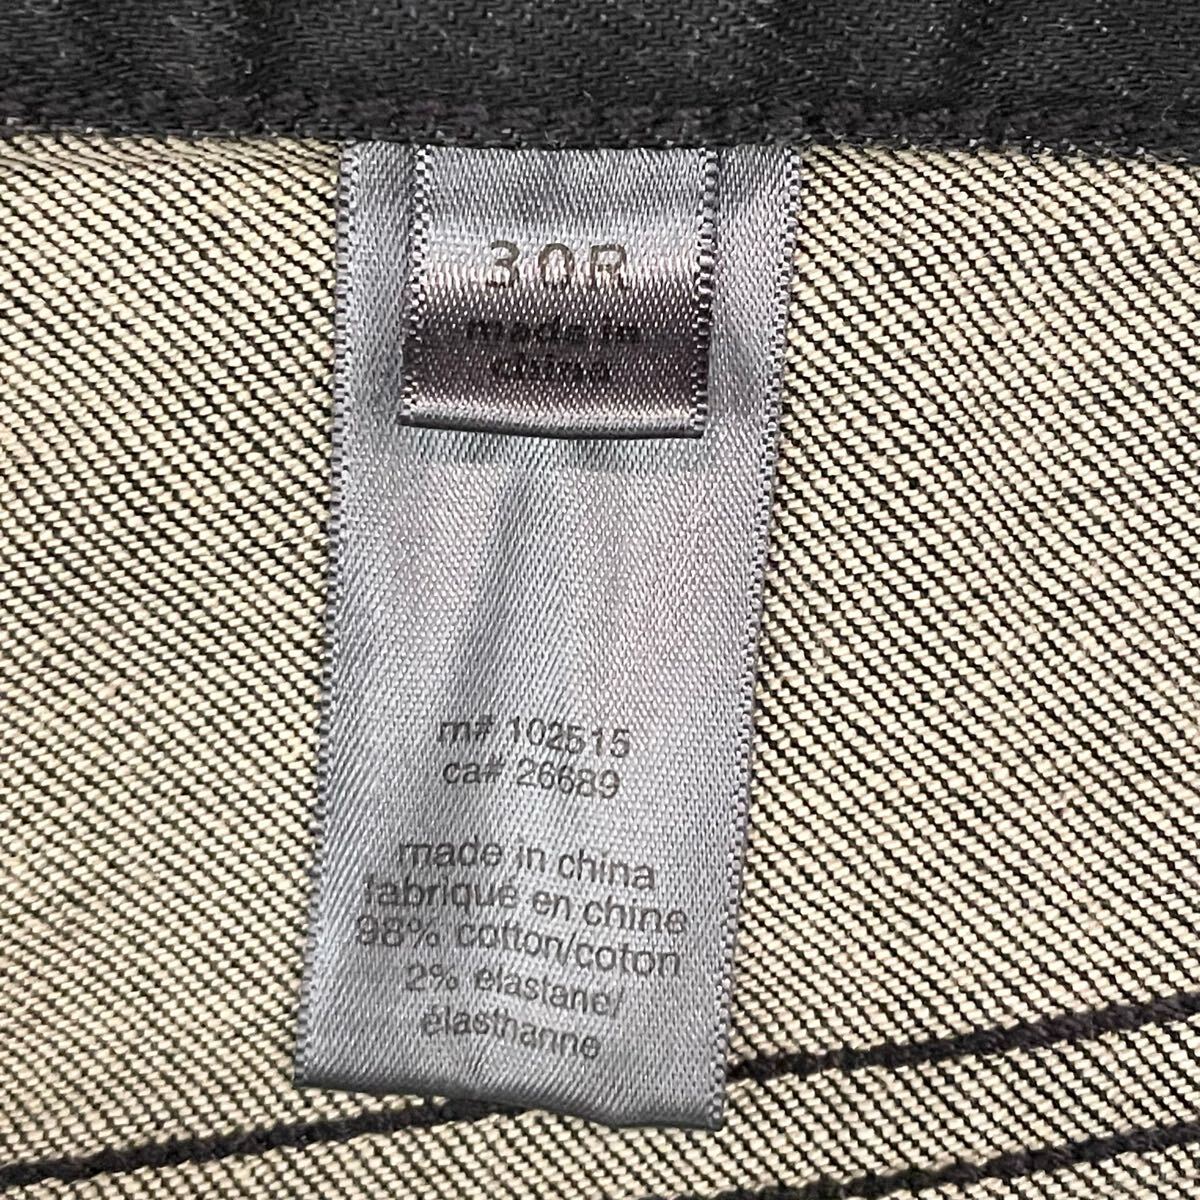 30R
made in
china
rn# 102515
ca# 26689
made in china
fabriqué en chine
98% cotton/coton
2% elastane/
élasthanne